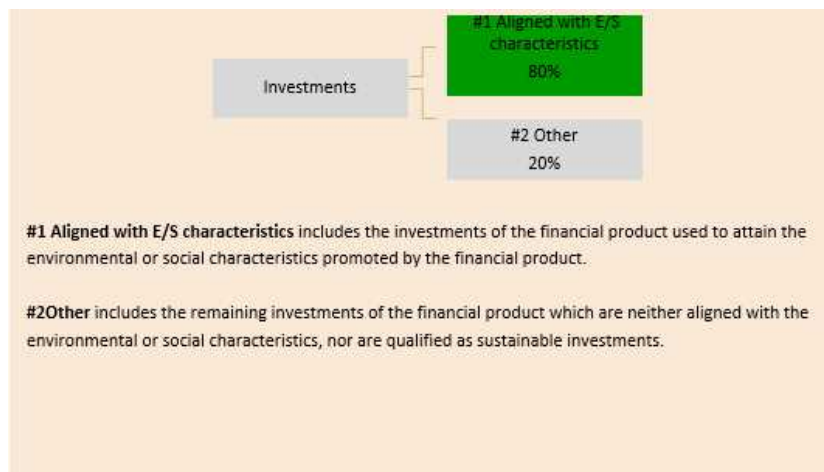 #1 Aligned with E/S
characteristics
80%
Investments
#2 Other
20%
#1 Aligned with E/S characteristics includes the investments of the financial product used to attain the
environmental or social characteristics promoted by the financial product.
#2Other includes the remaining investments of the financial product which are neither aligned with the
environmental or social characteristics, nor are qualified as sustainable investments.